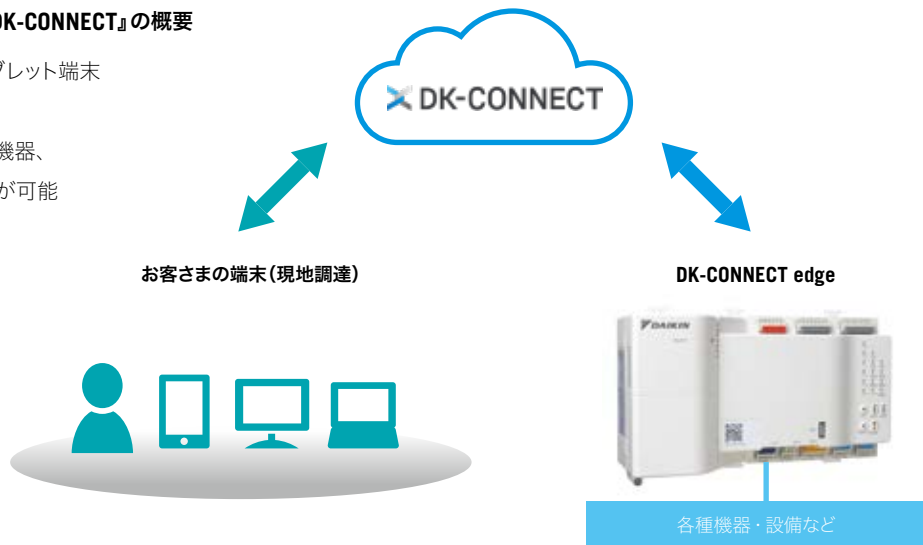 DK-CONNECT』の概要
ブレット端末
機器、
が可能
DK-CONNECT
お客さまの端末（現地調達）
DK-CONNECT edge
DAIKIN
各種機器・設備など